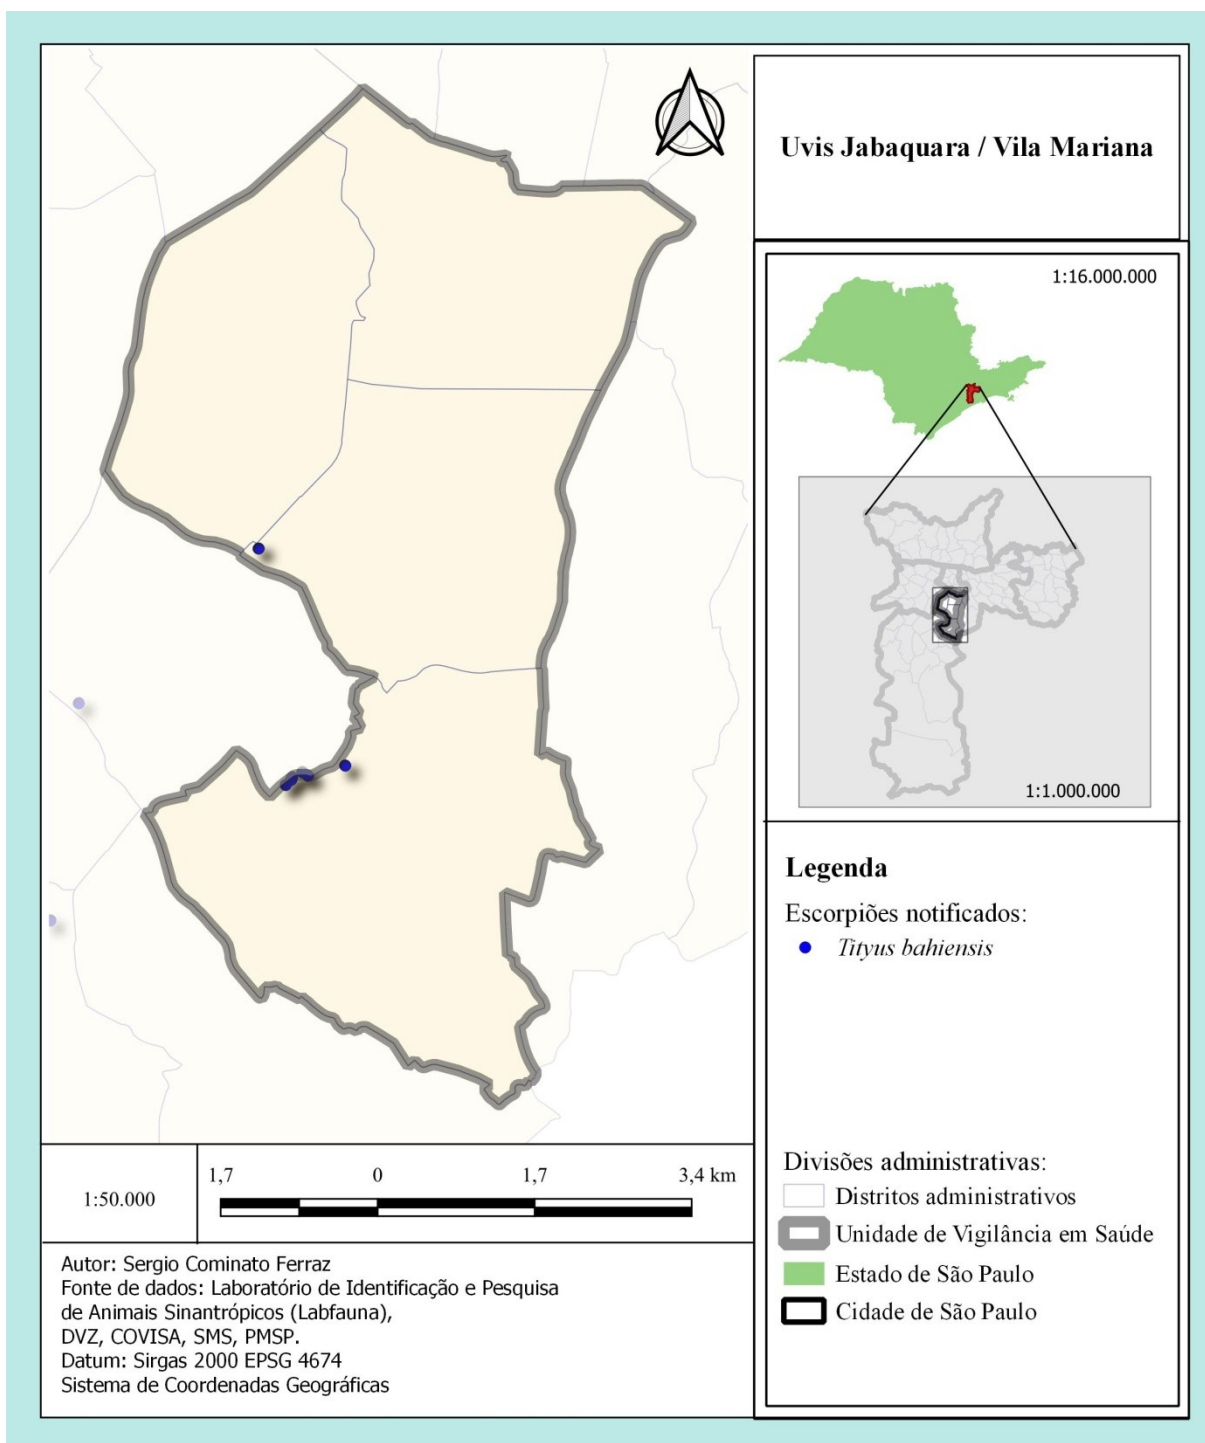 Uvis Jabaquara / Vila Mariana
1:16.000.000
1:1.000.000
Legenda
Escorpiões notificados:
Tityus bahiensis
Divisões administrativas:
Distritos administrativos
Unidade de Vigilância em Saúde
Estado de São Paulo
Cidade de São Paulo
1:50.000
1,7 0 1,7 3,4 km
Autor: Sergio Cominato Ferraz
Fonte de dados: Laboratório de Identificação e Pesquisa
de Animais Sinantrópicos (Labfauna),
DVZ, COVISA, SMS, PMSP.
Datum: Sirgas 2000 EPSG 4674
Sistema de Coordenadas Geográficas